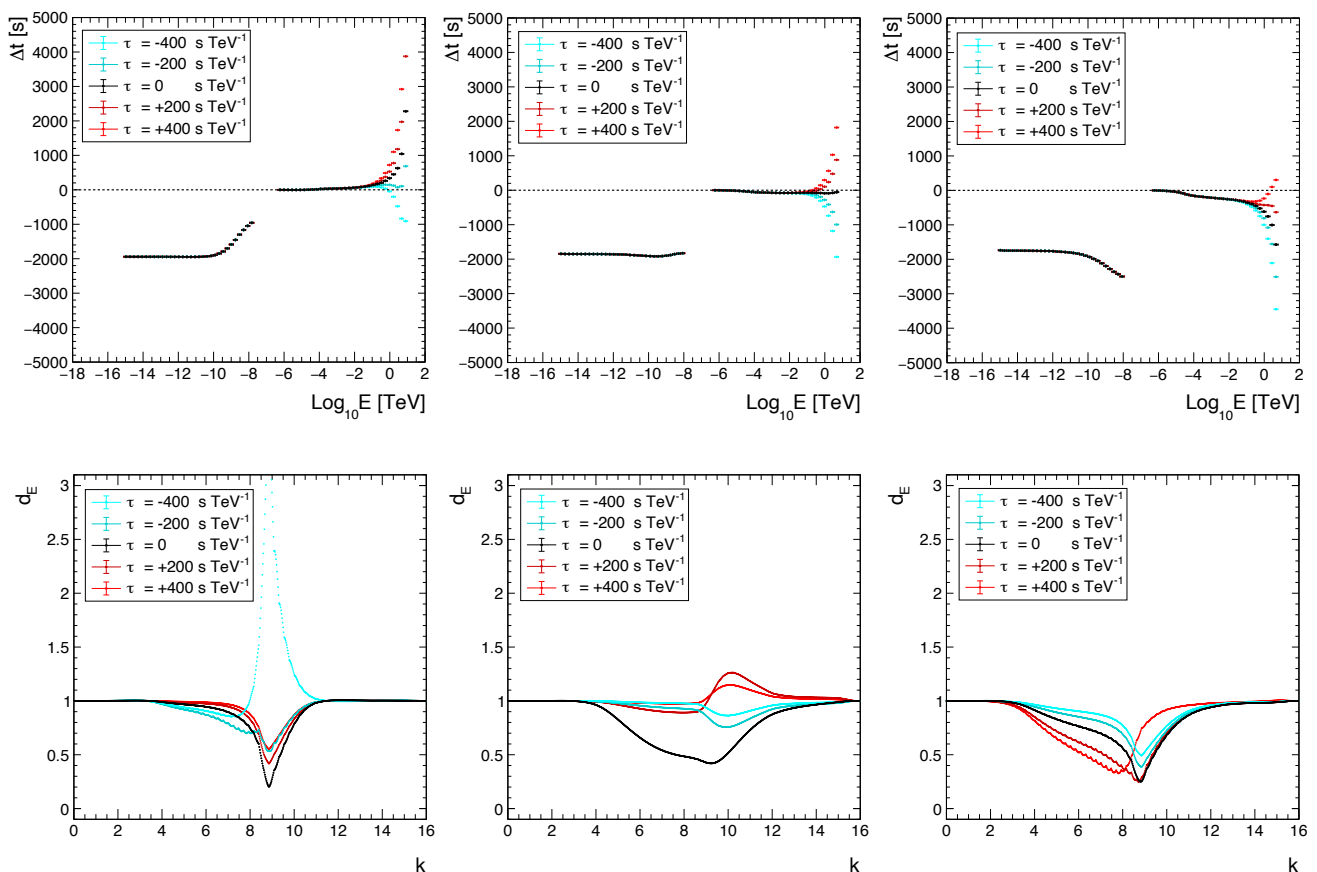 Δt [s]
5000
4000
3000
2000
1000
0
−1000
−2000
−3000
−4000
−5000
τ = -400 s TeV⁻¹
τ = -200 s TeV⁻¹
τ = 0 s TeV⁻¹
τ = +200 s TeV⁻¹
τ = +400 s TeV⁻¹
−18 −16 −14 −12 −10 −8 −6 −4 −2 0 2
Log₁₀E [TeV]
Δt [s]
5000
4000
3000
2000
1000
0
−1000
−2000
−3000
−4000
−5000
τ = -400 s TeV⁻¹
τ = -200 s TeV⁻¹
τ = 0 s TeV⁻¹
τ = +200 s TeV⁻¹
τ = +400 s TeV⁻¹
−18 −16 −14 −12 −10 −8 −6 −4 −2 0 2
Log₁₀E [TeV]
Δt [s]
5000
4000
3000
2000
1000
0
−1000
−2000
−3000
−4000
−5000
τ = -400 s TeV⁻¹
τ = -200 s TeV⁻¹
τ = 0 s TeV⁻¹
τ = +200 s TeV⁻¹
τ = +400 s TeV⁻¹
−18 −16 −14 −12 −10 −8 −6 −4 −2 0 2
Log₁₀E [TeV]
d_E
3
2.5
2
1.5
1
0.5
0
τ = -400 s TeV⁻¹
τ = -200 s TeV⁻¹
τ = 0 s TeV⁻¹
τ = +200 s TeV⁻¹
τ = +400 s TeV⁻¹
0 2 4 6 8 10 12 14 16
k
d_E
3
2.5
2
1.5
1
0.5
0
τ = -400 s TeV⁻¹
τ = -200 s TeV⁻¹
τ = 0 s TeV⁻¹
τ = +200 s TeV⁻¹
τ = +400 s TeV⁻¹
0 2 4 6 8 10 12 14 16
k
d_E
3
2.5
2
1.5
1
0.5
0
τ = -400 s TeV⁻¹
τ = -200 s TeV⁻¹
τ = 0 s TeV⁻¹
τ = +200 s TeV⁻¹
τ = +400 s TeV⁻¹
0 2 4 6 8 10 12 14 16
k